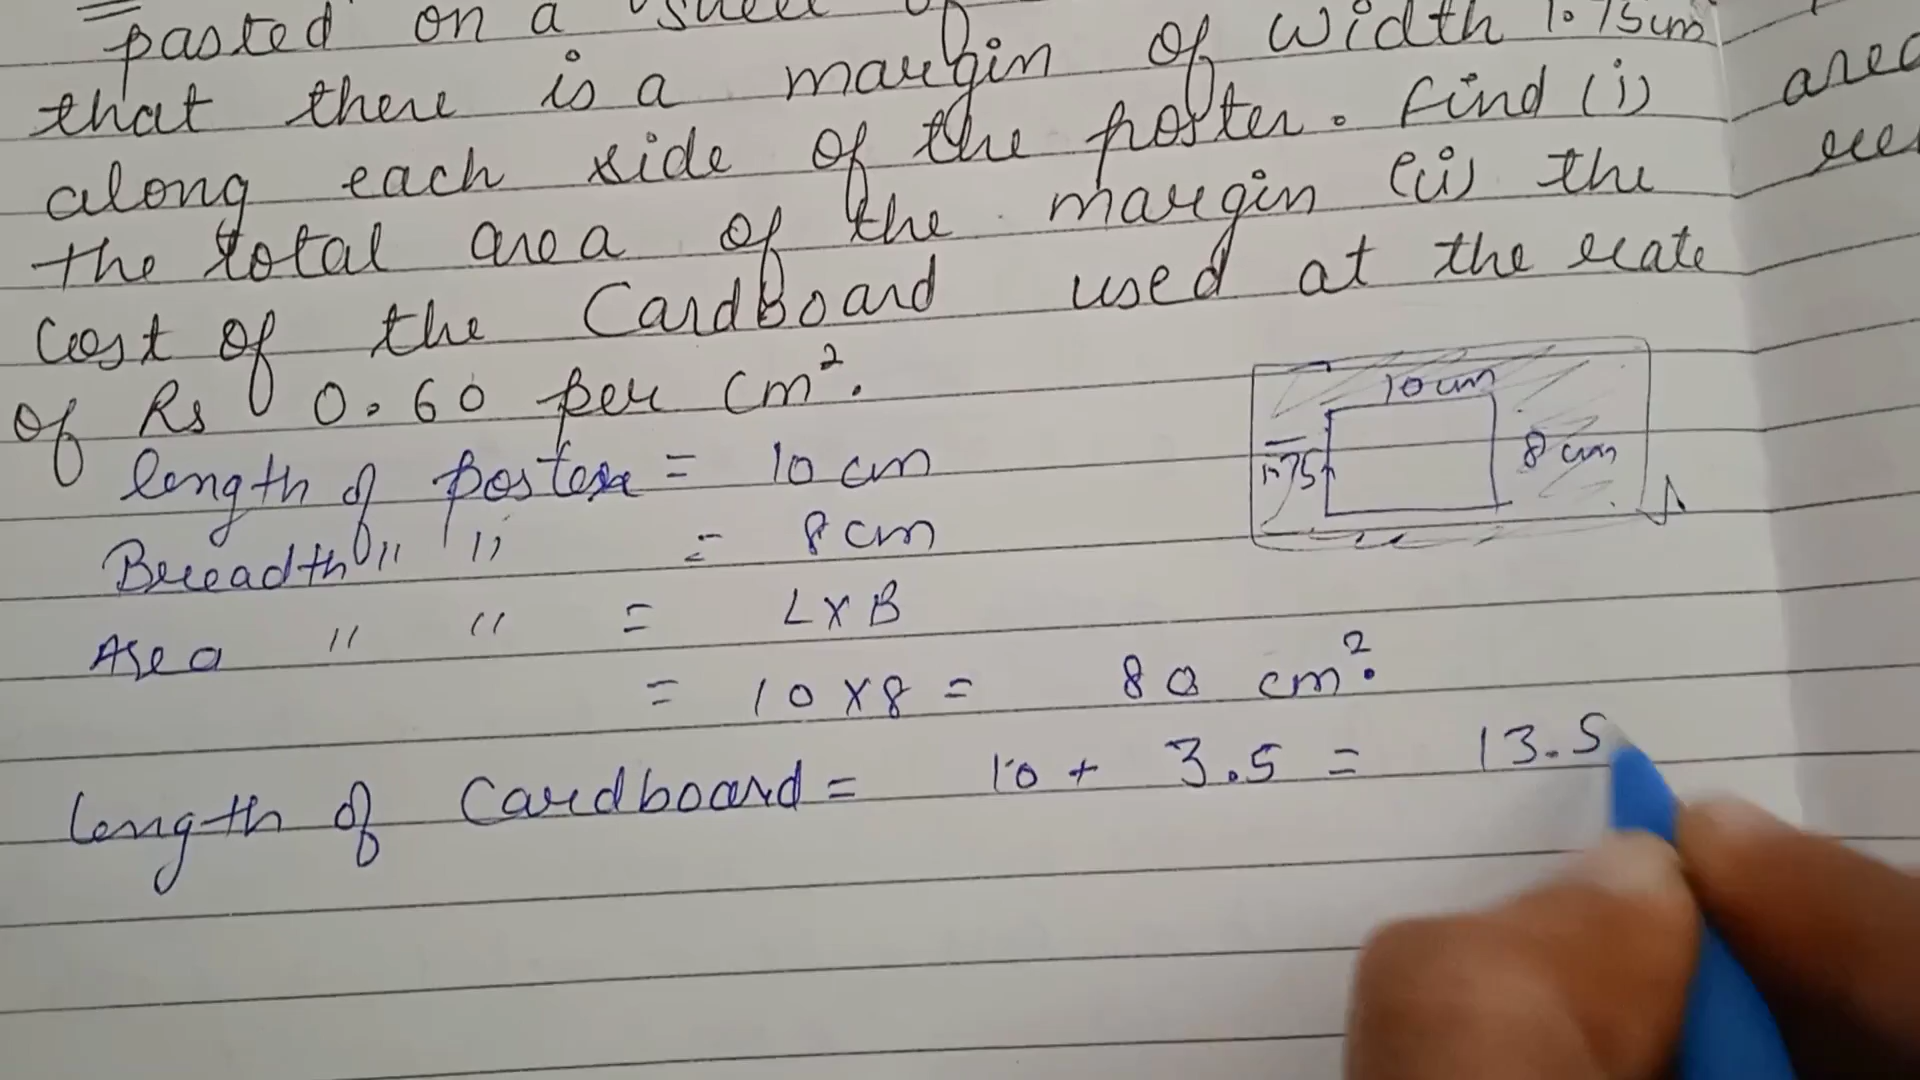 pasted on a sheet
that there is a margin of width 1.75cm
along each side of the poster. Find (i)
the total area of the margin (ii) the
Cost of the CardBoard used at the rate
of Rs 0.60 per cm².
10 cm
1.75
8 cm
length of poster = 10 cm
Breadth " " = 8 cm
Area " " = L x B
= 10 x 8 = 80 cm².
length of Cardboard = 10 + 3.5 = 13.5
area